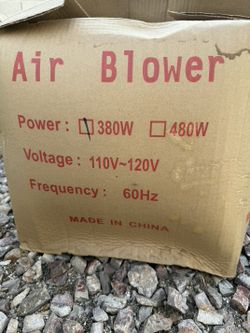 Air Blower
Power : 380W 480W
Voltage : 110V~120V
Frequency : 60Hz
MADE IN CHINA